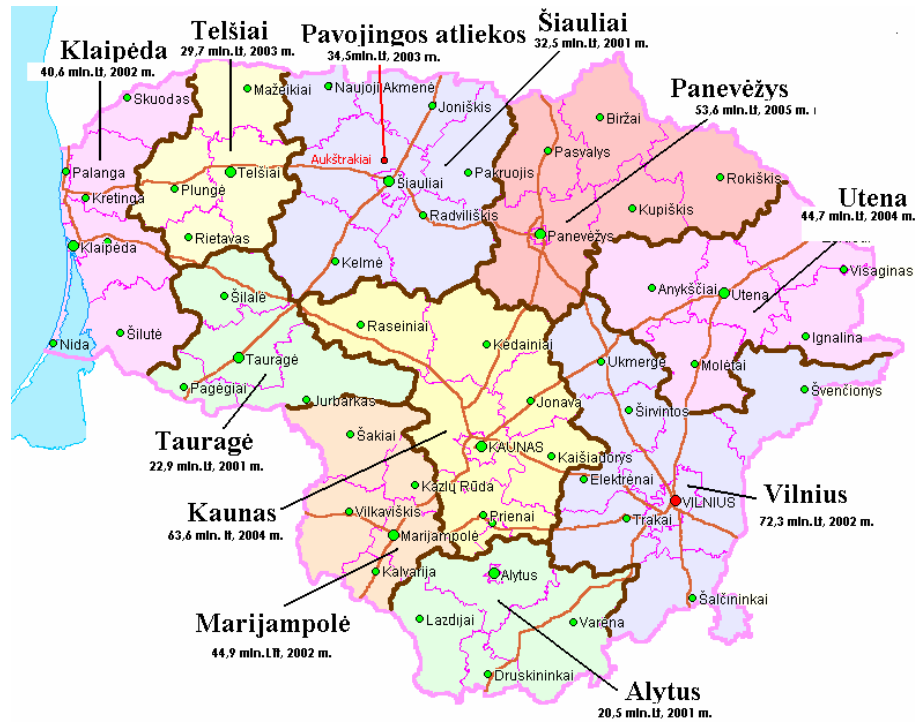 Klaipėda
40,6 mln.Lt, 2002 m.
Telšiai
29,7 mln.Lt, 2003 m.
Pavojingos atliekos
34,5mln.Lt, 2003 m.
Šiauliai
32,5 mln.Lt, 2001 m.
Panevėžys
53,6 mln.Lt, 2005 m.
Utena
44,7 mln.Lt, 2004 m.
Skuodas
Mažeikiai
Naujoji Akmenė
Joniškis
Biržai
Pasvalys
Aukštrakiai
Palanga
Telšiai
Šiauliai
Pakruojis
Rokiškis
Plungė
Kretinga
Radviliškis
Kupiškis
Rietavas
Panevėžys
Klaipėda
Kelmė
Visaginas
Anykščiai
Utena
Šilalė
Raseiniai
Šilutė
Nida
Kėdainiai
Ignalina
Tauragė
Ukmergė
Molėtai
Pagėgiai
Švenčionys
Jurbarkas
Jonava
Širvintos
Tauragė
22,9 mln.Lt, 2001 m.
Šakiai
KAUNAS
Kaišiadorys
Elektrėnai
Kazlų Rūda
VILNIUS
Vilnius
72,3 mln.Lt, 2002 m.
Kaunas
63,6 mln. Lt, 2004 m.
Vilkaviškis
Prienai
Trakai
Marijampolė
Kalvarija
Alytus
Šalčininkai
Marijampolė
44,9 mln.Lt, 2002 m.
Lazdijai
Varėna
Druskininkai
Alytus
20,5 mln.Lt, 2001 m.